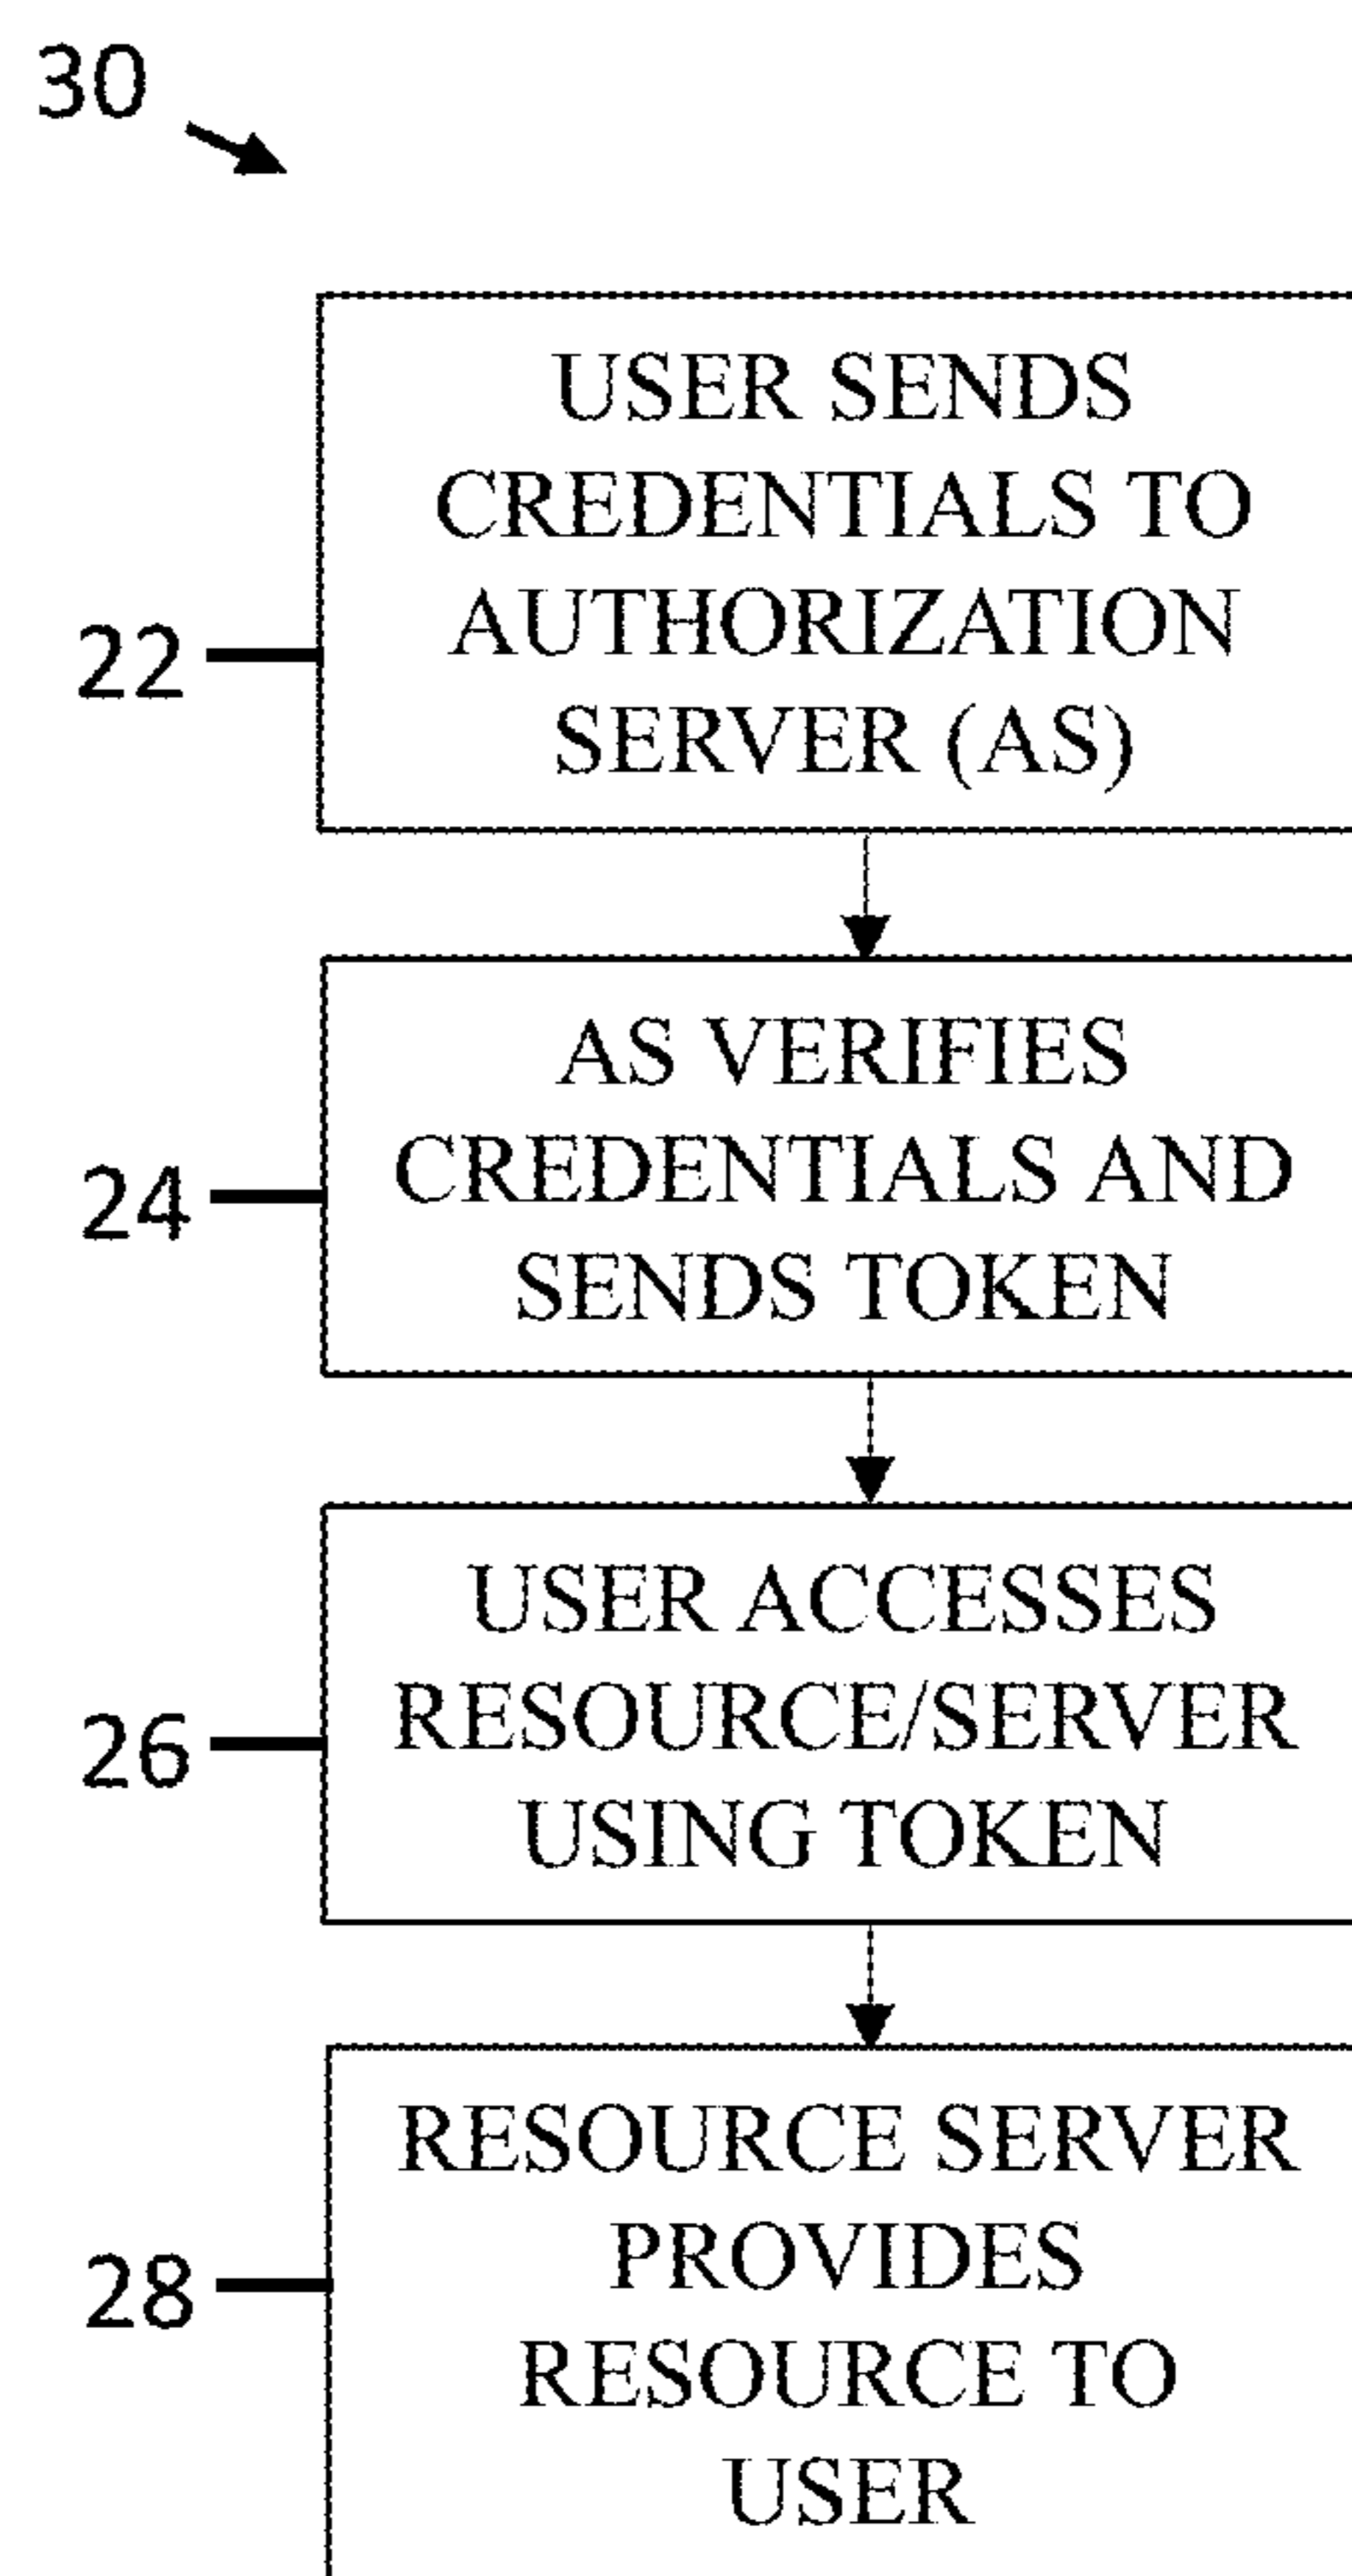 30
USER SENDS
CREDENTIALS TO
AUTHORIZATION
SERVER (AS)
22
AS VERIFIES
CREDENTIALS AND
SENDS TOKEN
24
USER ACCESSES
RESOURCE/SERVER
USING TOKEN
26
RESOURCE SERVER
PROVIDES
RESOURCE TO
USER
28